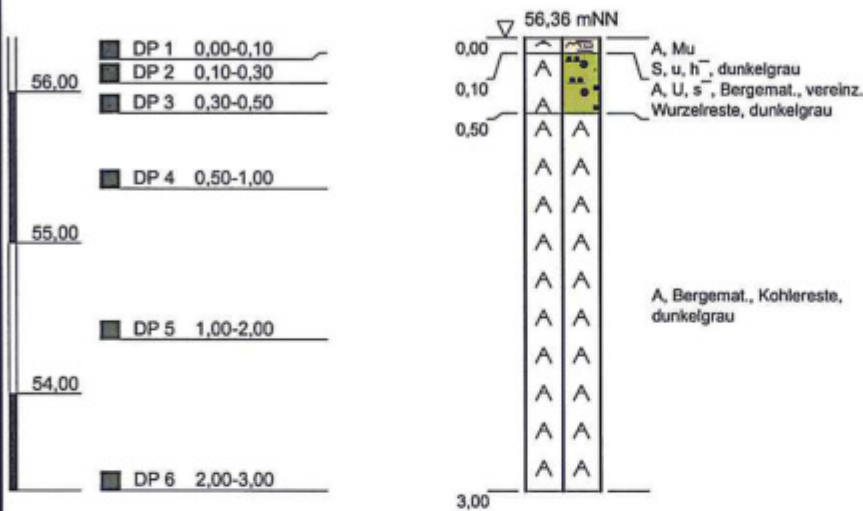 56,36 mNN
DP 1 0,00-0,10
DP 2 0,10-0,30
DP 3 0,30-0,50
DP 4 0,50-1,00
DP 5 1,00-2,00
DP 6 2,00-3,00
56,00
55,00
54,00
0,00
0,10
0,50
3,00
A, Mu
S, u, h‾, dunkelgrau
A, U, s‾, Bergemat., vereinz.
Wurzelreste, dunkelgrau
A, Bergemat., Kohlereste,
dunkelgrau